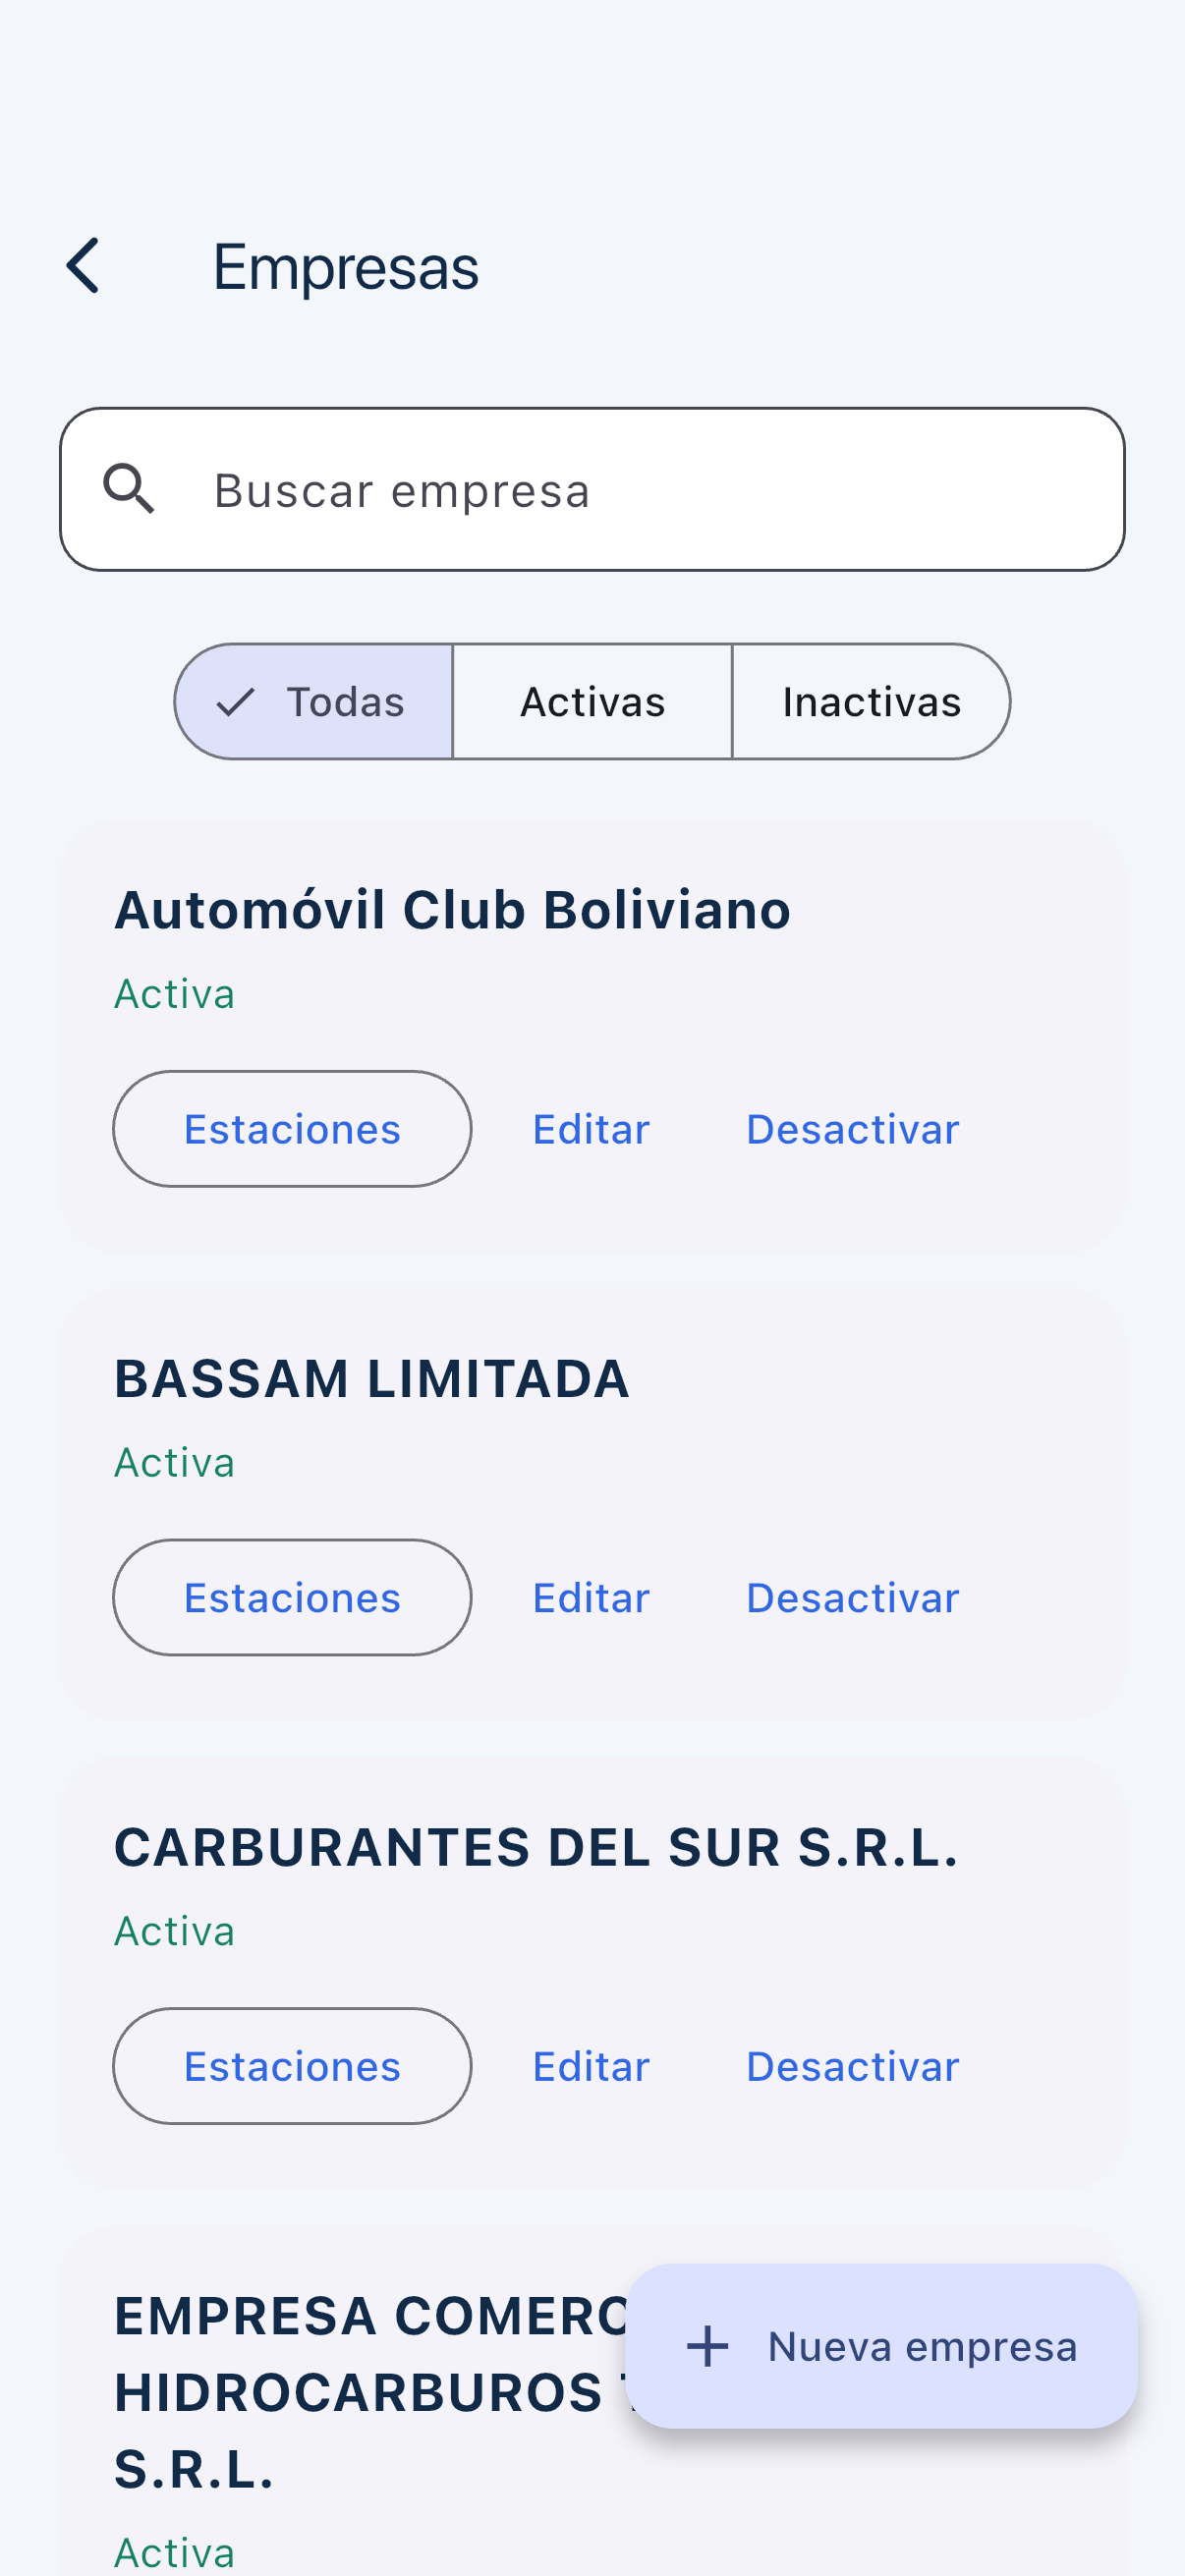 Empresas
Buscar empresa
Todas Activas Inactivas
Automóvil Club Boliviano
Activa
Estaciones Editar Desactivar
BASSAM LIMITADA
Activa
Estaciones Editar Desactivar
CARBURANTES DEL SUR S.R.L.
Activa
Estaciones Editar Desactivar
EMPRESA
HIDROCARBUROS
S.R.L.
Nueva empresa
Activa